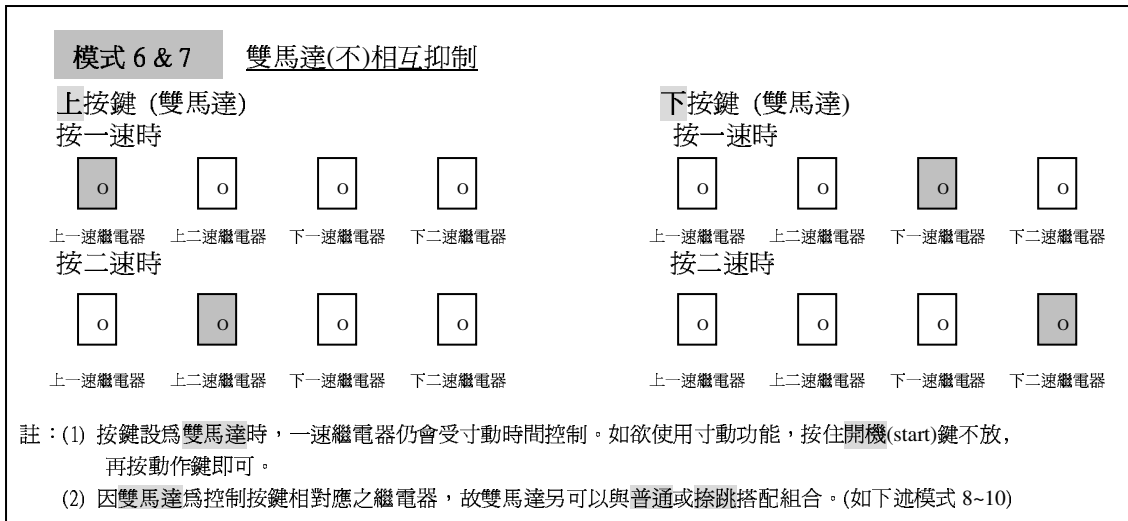 模式 6 & 7 雙馬達(不)相互抑制
上按鍵 (雙馬達)
按一速時
O O O O
上一速繼電器 上二速繼電器 下一速繼電器 下二速繼電器
按二速時
O O O O
上一速繼電器 上二速繼電器 下一速繼電器 下二速繼電器
下按鍵 (雙馬達)
按一速時
O O O O
上一速繼電器 上二速繼電器 下一速繼電器 下二速繼電器
按二速時
O O O O
上一速繼電器 上二速繼電器 下一速繼電器 下二速繼電器
註：(1) 按鍵設為雙馬達時，一速繼電器仍會受寸動時間控制。如欲使用寸動功能，按住開機(start)鍵不放,
再按動作鍵即可。
(2) 因雙馬達為控制按鍵相對應之繼電器，故雙馬達另可以與普通或捺跳搭配組合。(如下述模式 8~10)